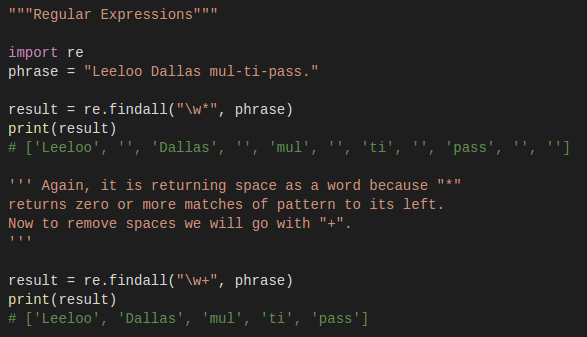 """Regular Expressions"""
import re
phrase = "Leeloo Dallas mul-ti-pass."
result = re.findall("\w*", phrase)
print(result)
# ['Leeloo', '', 'Dallas', '', 'mul', '', 'ti', '', 'pass', '', '']
''' Again, it is returning space as a word because "*"
returns zero or more matches of pattern to its left.
Now to remove spaces we will go with "+".
'''
result = re.findall("\w+", phrase)
print(result)
# ['Leeloo', 'Dallas', 'mul', 'ti', 'pass']